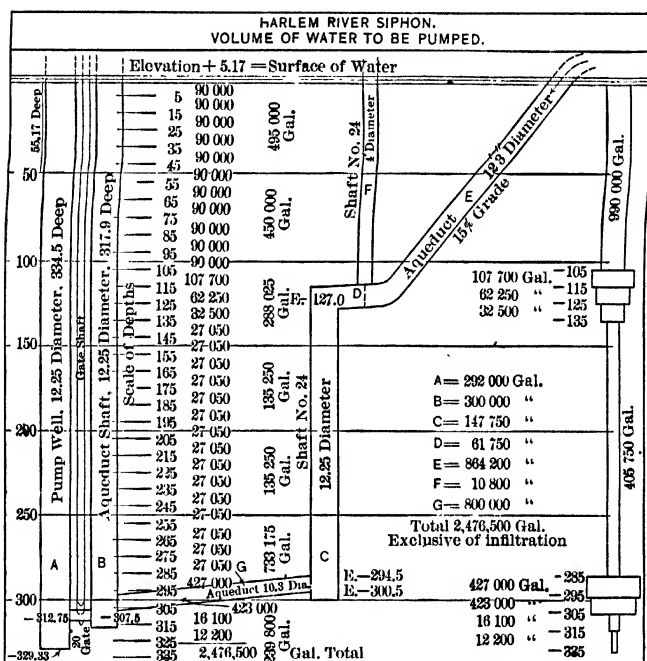 HARLEM RIVER SIPHON.
VOLUME OF WATER TO BE PUMPED.
Elevation + 5.17 = Surface of Water
55.17 Deep
Pump Well, 12.25 Diameter, 334.5 Deep
Gate Shaft
Aqueduct Shaft, 12.25 Diameter, 317.9 Deep
Scale of Depths
50
100
150
200
250
300
90 000
5
90 000
15
90 000
25
90 000
35
90 000
45
90 000
55
90 000
65
90 000
75
90 000
85
90 000
95
90 000
105
107 700
115
62 250
125
32 500
135
27 050
145
27 050
155
27 050
165
27 050
175
27 050
185
27 050
195
27 050
205
27 050
215
27 050
225
27 050
235
27 050
245
27 050
255
27 050
265
27 050
275
27 050
285
427 000
295
305
423 000
315
16 100
325
12 200
335
2,476,500 Gal. Total
495 000 Gal.
450 000 Gal.
288 025 Gal.
135 250 Gal.
135 250 Gal.
733 175 Gal.
239 800 Gal.
Shaft No. 24
4' Diameter
F
E
Aqueduct 12.3 Diameter
15% Grade
D
E.- 127.0
Shaft No. 24
12.25 Diameter
C
A
B
G
Aqueduct 10.3 Dia.
E.-294.5
E.-300.5
-312.75
-307.5
20
Gate
-329.33
990 000 Gal.
107 700 Gal.
62 250 "
32 500 "
-105
-115
-125
-135
A= 292 000 Gal.
B= 300 000 "
C= 147 750 "
D= 61 750 "
E= 864 200 "
F= 10 800 "
G= 800 000 "
Total 2,476,500 Gal.
Exclusive of infiltration
405 750 Gal.
427 000 Gal.
423 000 "
16 100 "
12 200 "
-285
-295
-305
-315
-335